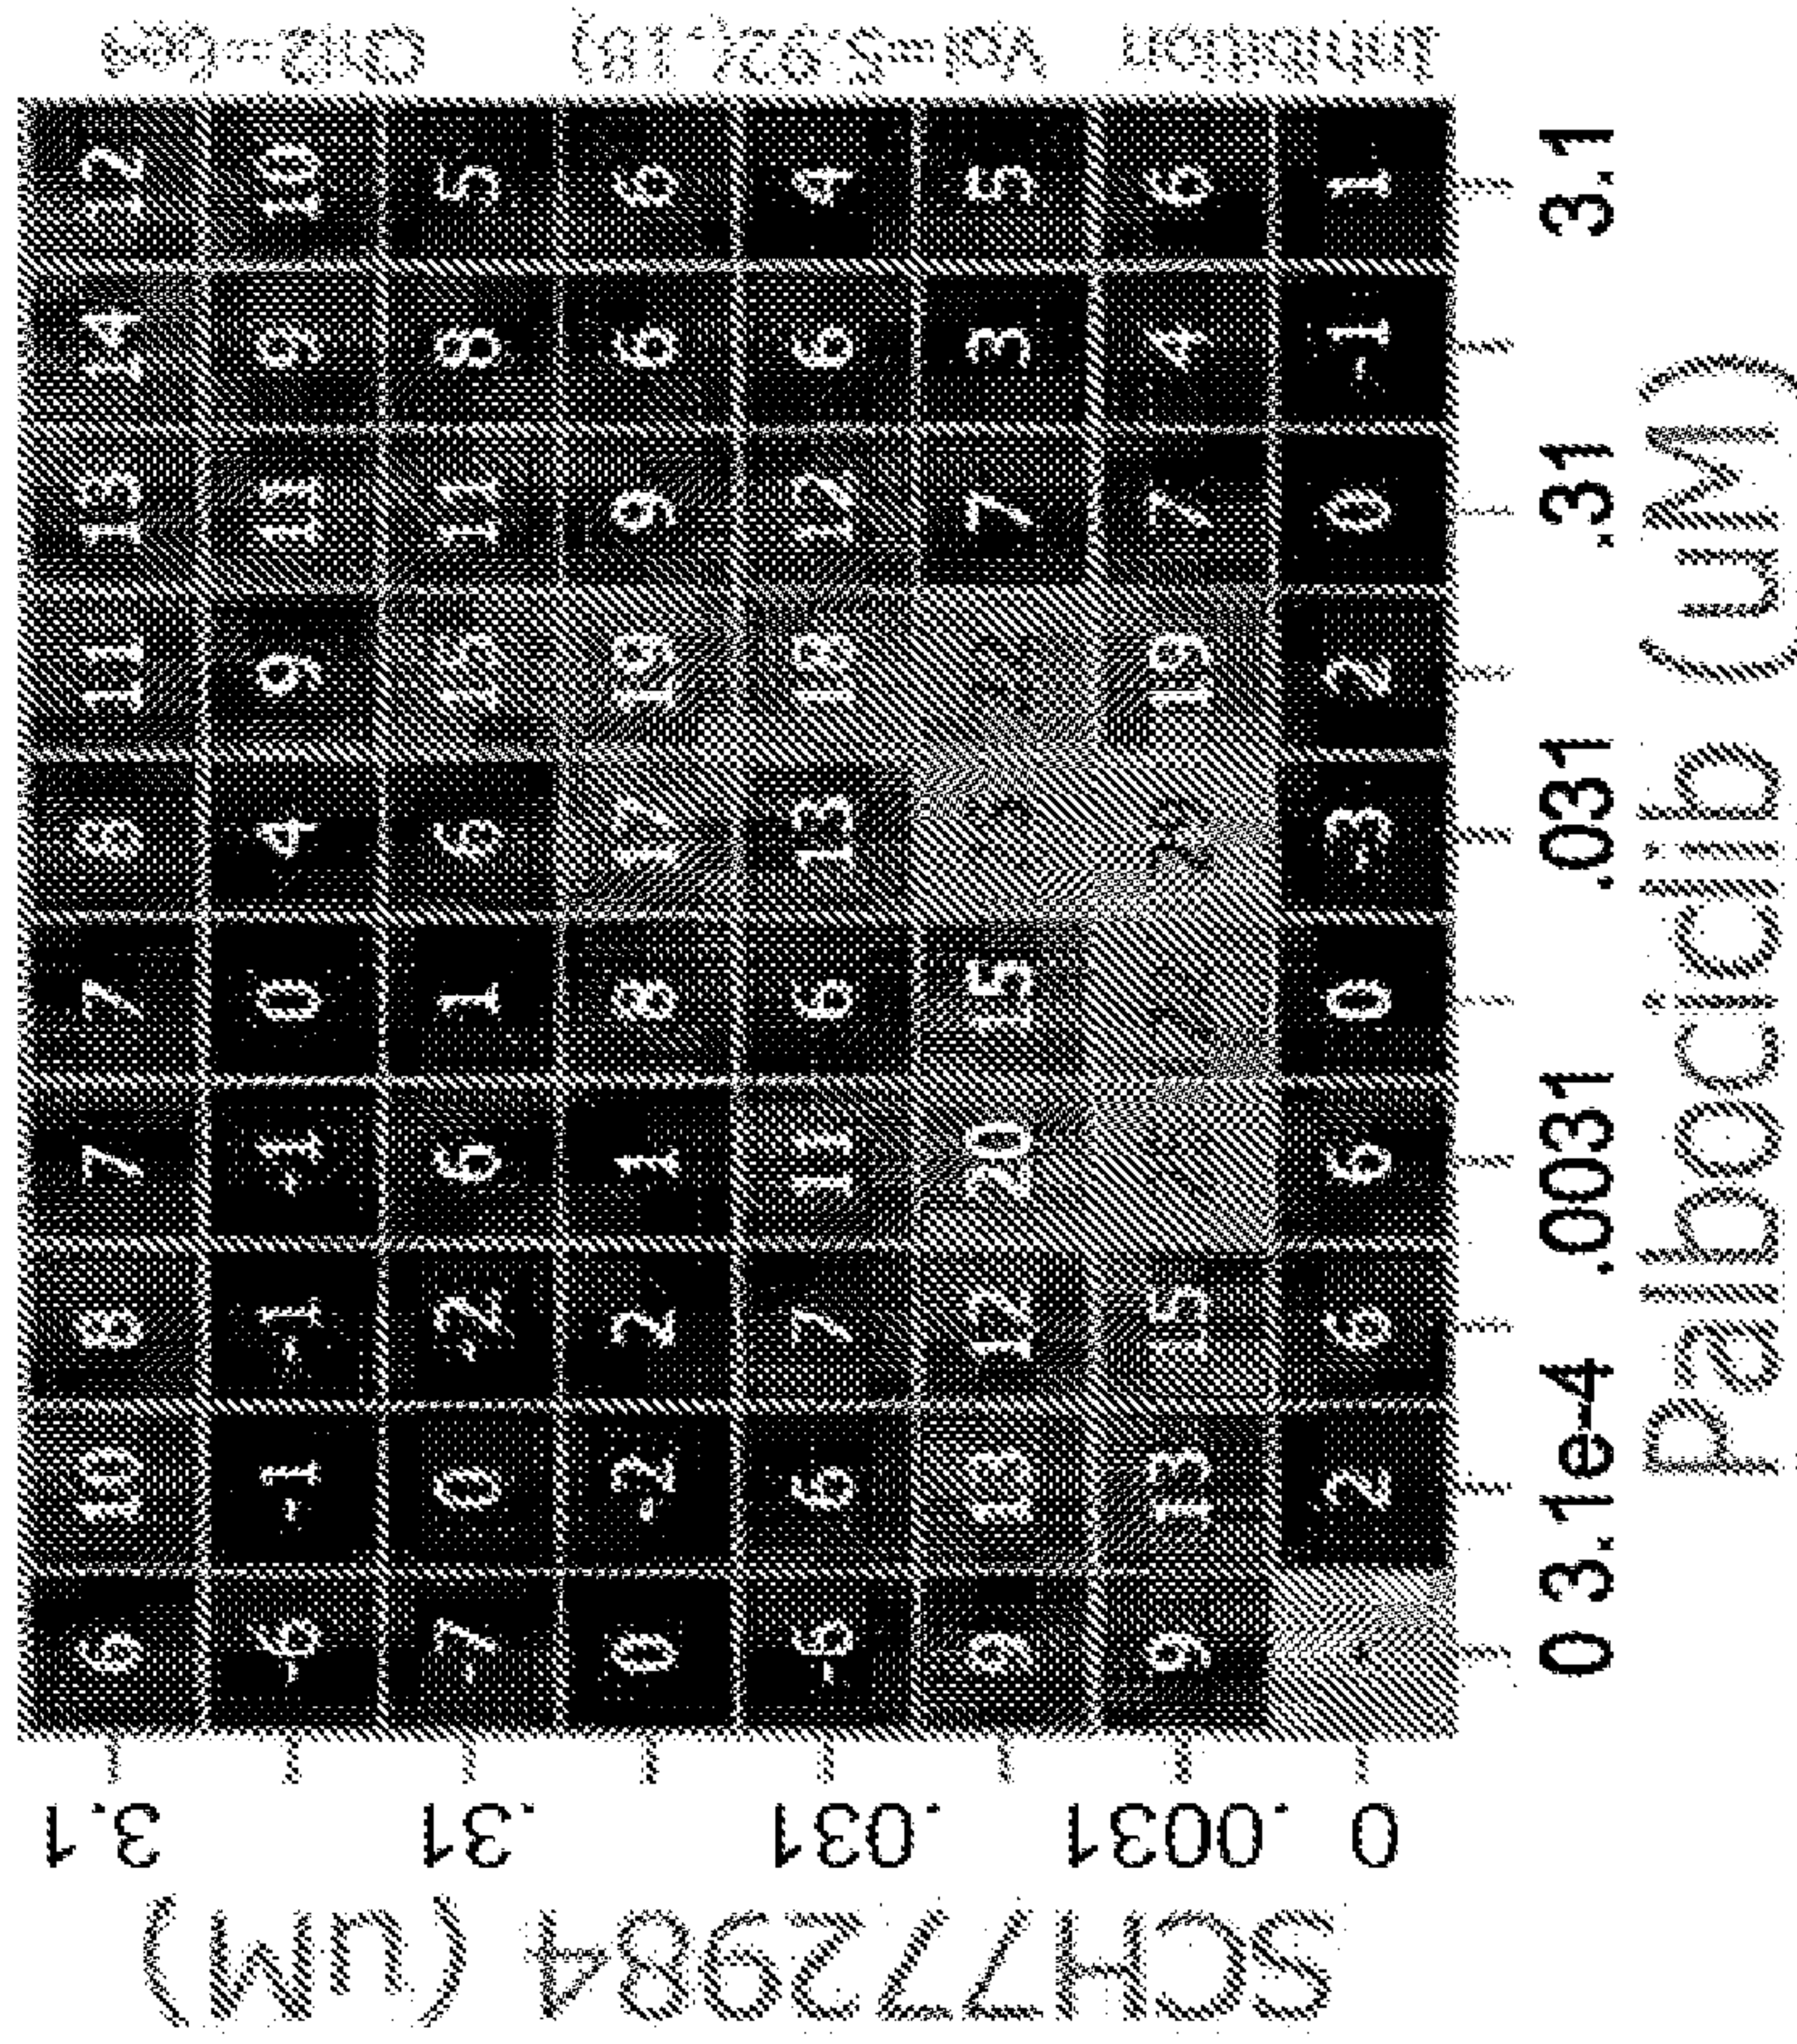 SCH772984 (uM)
3.1
.31
.031
.0031
0
6 10 8 7 7 8 11 13 14 12
-6 -1 -1 -1 0 4 9 11 9 10
-7 0 -2 6 1 6 15 11 8 5
0 -2 2 1 8 17 19 9 6 6
-6 6 7 11 6 13 18 12 6 4
9 10 12 20 15 7 3 5
9 13 15 19 7 4 6
. 2 6 6 0 -3 2 0 -1 1
0 3.1e-4 .0031 .031 .31 3.1
Palbociclib (uM)
Inhibition